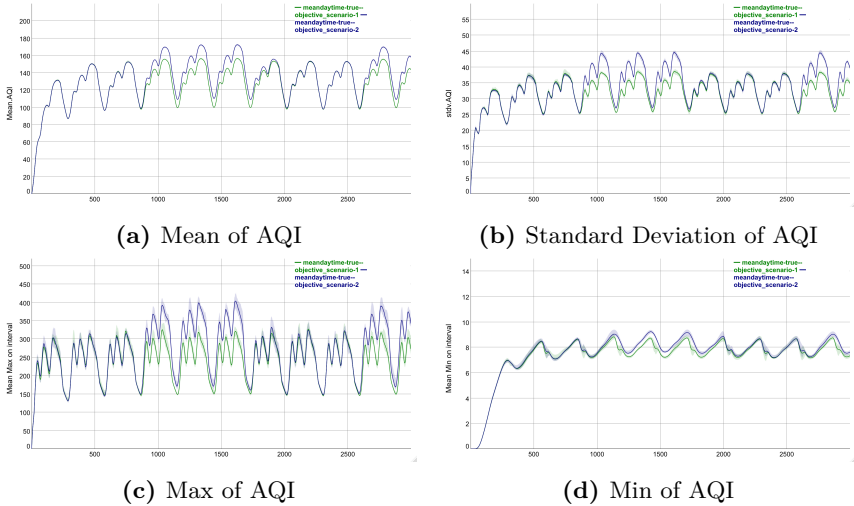 meandaytime-true--
objective_scenario-1
meandaytime-true--
objective_scenario-2
Mean.AQI
200
180
160
140
120
100
80
60
40
20
0
500
1000
1500
2000
2500
(a) Mean of AQI
meandaytime-true--
objective_scenario-1
meandaytime-true--
objective_scenario-2
stdv.AQI
55
50
45
40
35
30
25
20
15
10
5
0
500
1000
1500
2000
2500
(b) Standard Deviation of AQI
meandaytime-true--
objective_scenario-1
meandaytime-true--
objective_scenario-2
Mean Max on interval
500
450
400
350
300
250
200
150
100
50
0
500
1000
1500
2000
2500
(c) Max of AQI
meandaytime-true--
objective_scenario-1
meandaytime-true--
objective_scenario-2
Mean Min on interval
14
12
10
8
6
4
2
0
500
1000
1500
2000
2500
(d) Min of AQI